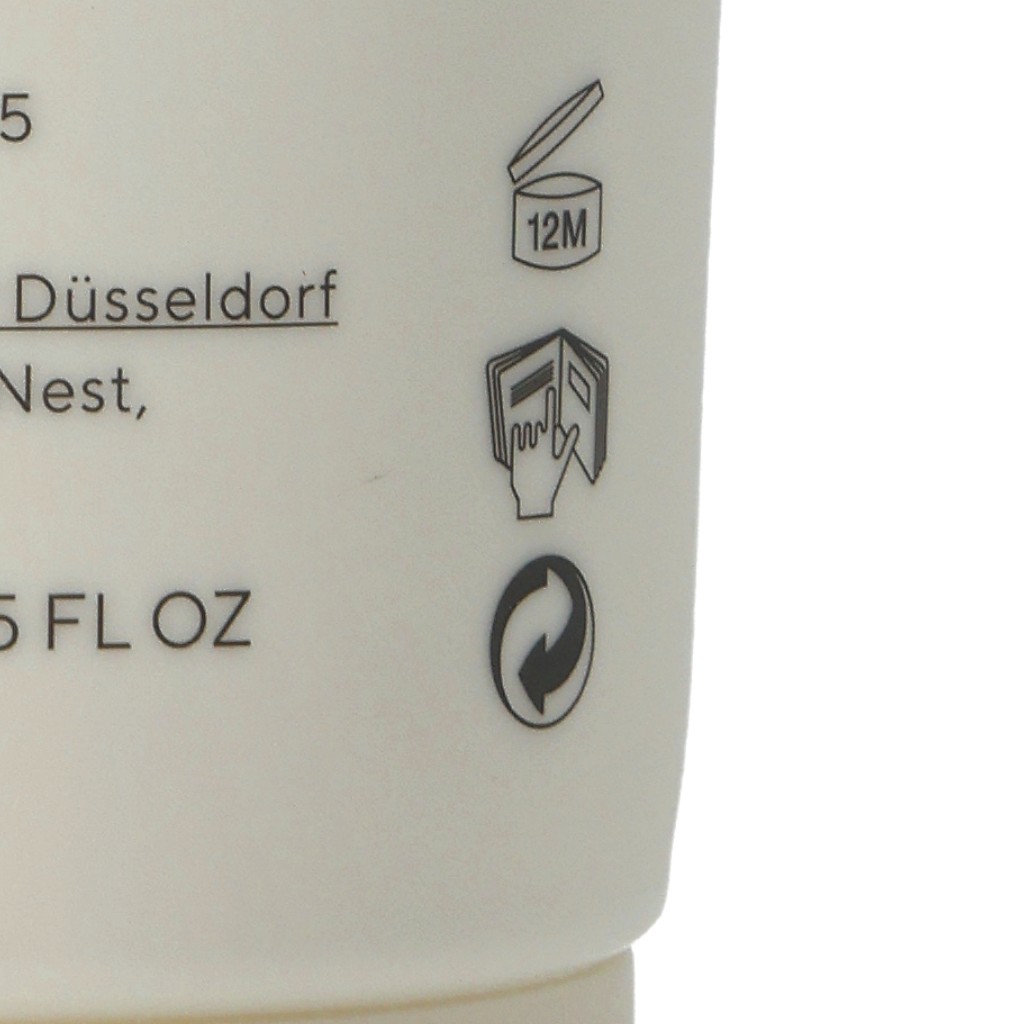 5
12M
Düsseldorf
Nest,
5 FL OZ